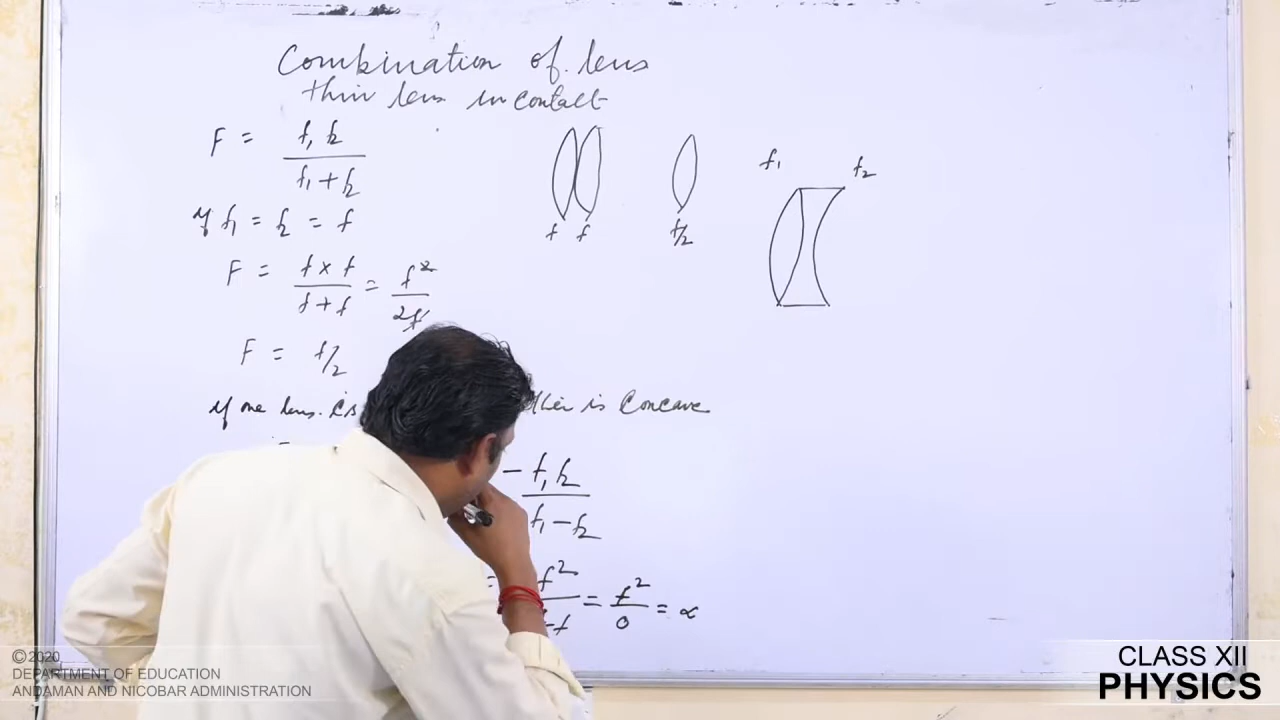 Combination of lens
thin lens in contact
F = f₁ f₂ / f₁ + f₂
if f₁ = f₂ = f
F = f × f / f + f = f² / 2f
F = f/2
f f
f/2
f₁ f₂
if one lens is
is Concave
=
- f₁ f₂ / f₁ - f₂
= f² / -f = f² / 0 = ∝
©2020
DEPARTMENT OF EDUCATION
ANDAMAN AND NICOBAR ADMINISTRATION
CLASS XII
PHYSICS